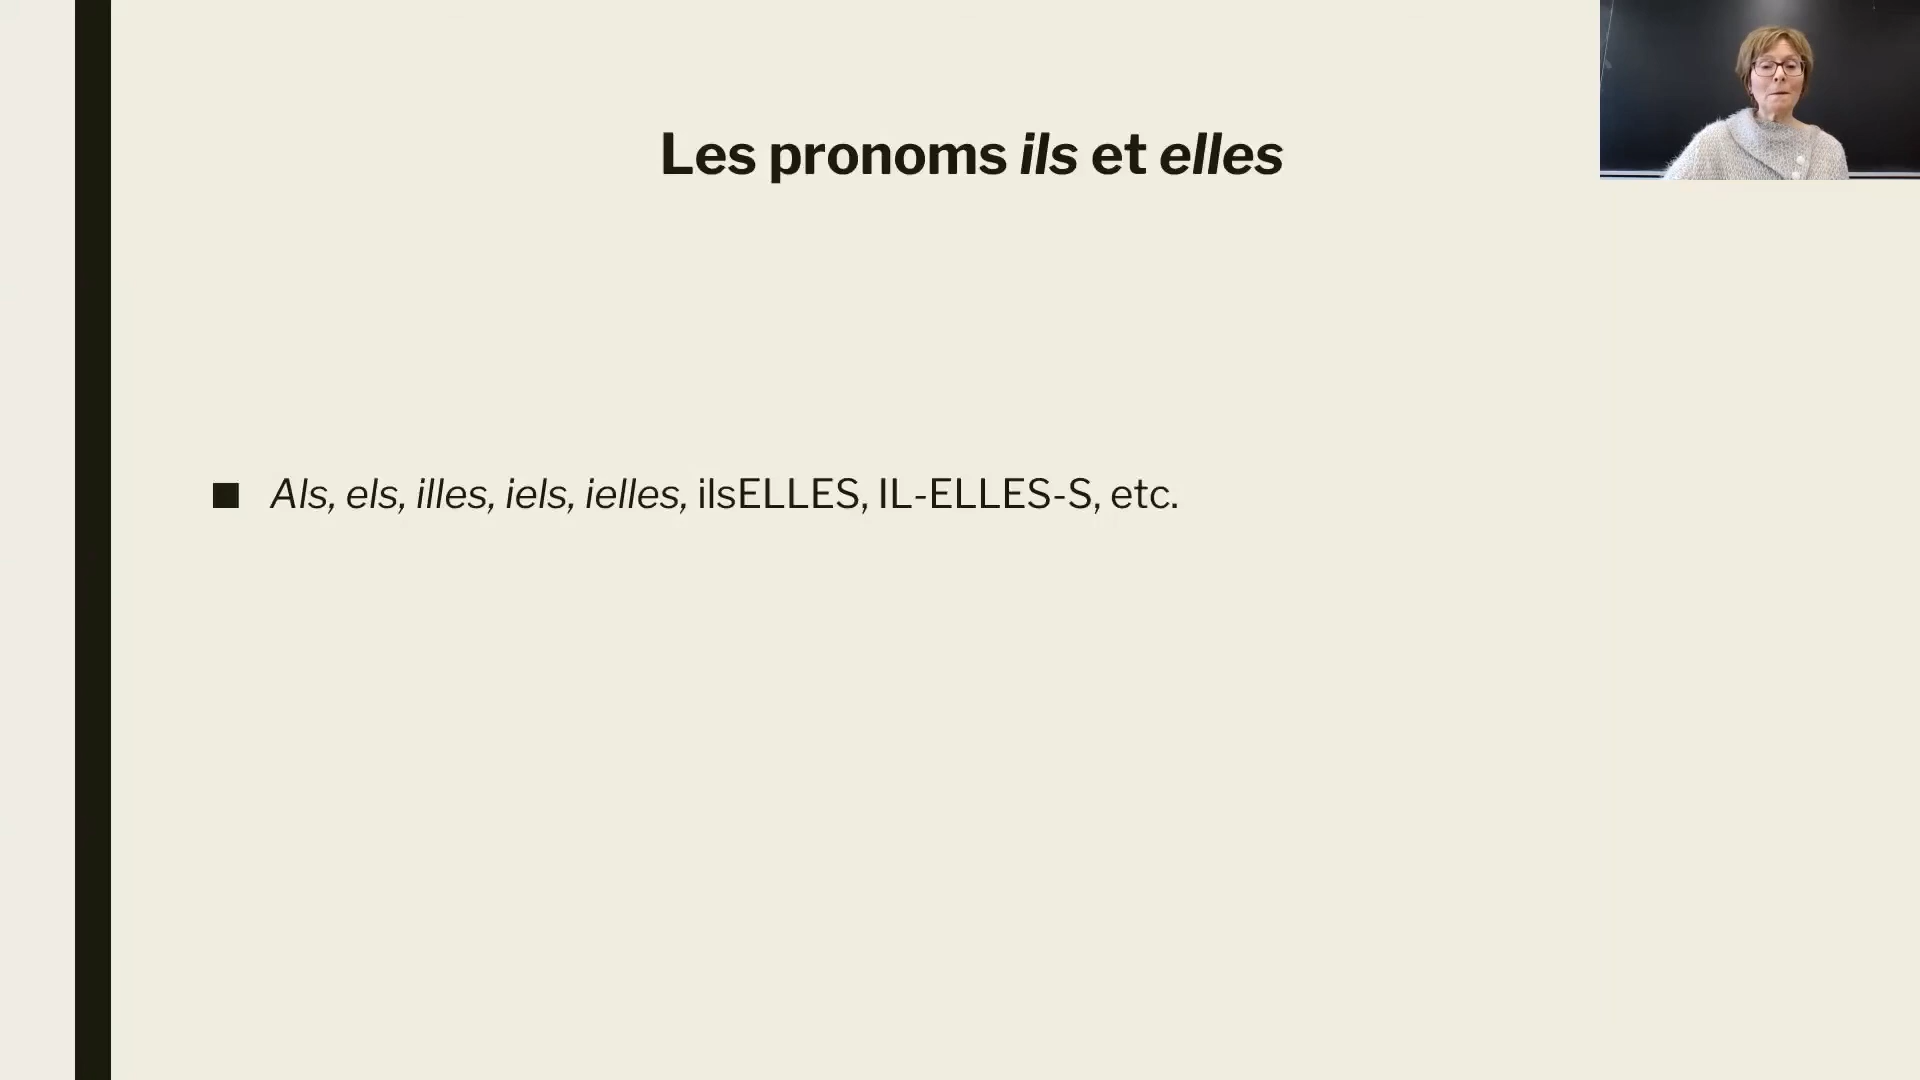 Les pronoms ils et elles
■ Als, els, illes, iels, ielles, ilsELLES, IL-ELLES-S, etc.